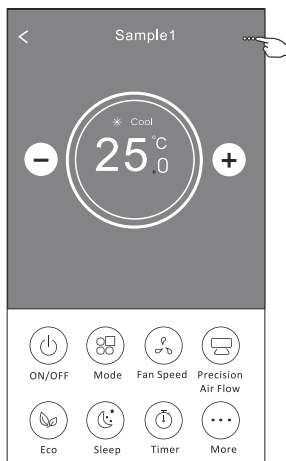 Sample1
Cool
25.0°C
ON/OFF Mode Fan Speed Precision
Air Flow
Eco Sleep Timer More